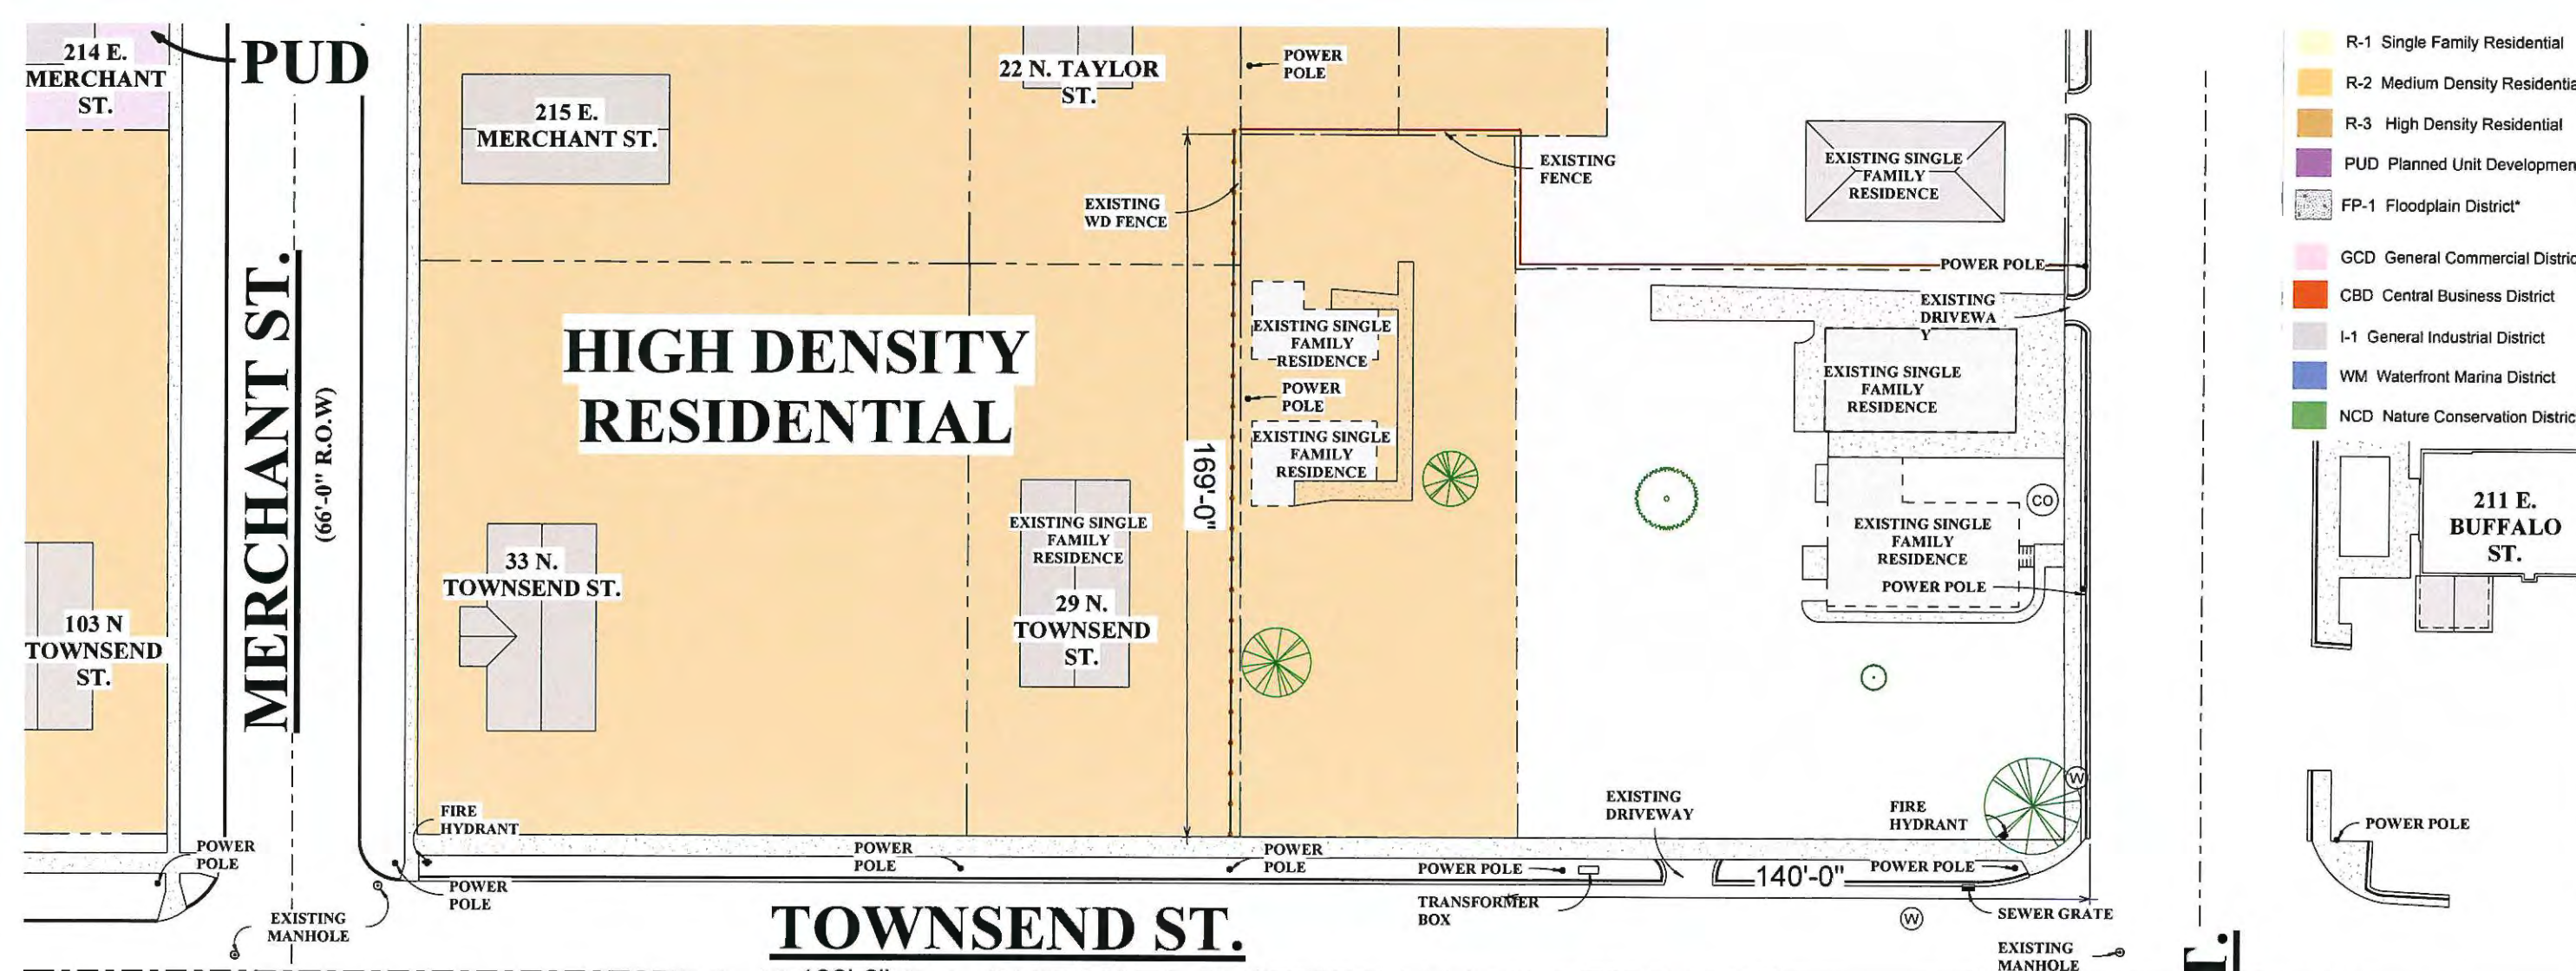 214 E.
MERCHANT
ST.
PUD
215 E.
MERCHANT ST.
22 N. TAYLOR
ST.
POWER
POLE
EXISTING
FENCE
EXISTING
WD FENCE
EXISTING SINGLE
FAMILY
RESIDENCE
POWER POLE
EXISTING
DRIVEWA
Y
R-1 Single Family Residential
R-2 Medium Density Residentia
R-3 High Density Residential
PUD Planned Unit Developmen
FP-1 Floodplain District*
GCD General Commercial Distric
CBD Central Business District
I-1 General Industrial District
WM Waterfront Marina District
NCD Nature Conservation Distric
MERCHANT ST.
(66'-0" R.O.W)
HIGH DENSITY
RESIDENTIAL
169'-0"
EXISTING SINGLE
FAMILY
RESIDENCE
POWER
POLE
EXISTING SINGLE
FAMILY
RESIDENCE
EXISTING SINGLE
FAMILY
RESIDENCE
EXISTING SINGLE
FAMILY
RESIDENCE
POWER POLE
CO
211 E.
BUFFALO
ST.
103 N
TOWNSEND
ST.
33 N.
TOWNSEND ST.
EXISTING SINGLE
FAMILY
RESIDENCE
29 N.
TOWNSEND
ST.
W
FIRE
HYDRANT
EXISTING
DRIVEWAY
FIRE
HYDRANT
POWER POLE
POWER
POLE
POWER
POLE
POWER
POLE
POWER
POLE
POWER POLE
140'-0"
POWER POLE
TRANSFORMER
BOX
W
SEWER GRATE
EXISTING
MANHOLE
TOWNSEND ST.
EXISTING
MANHOLE
T.